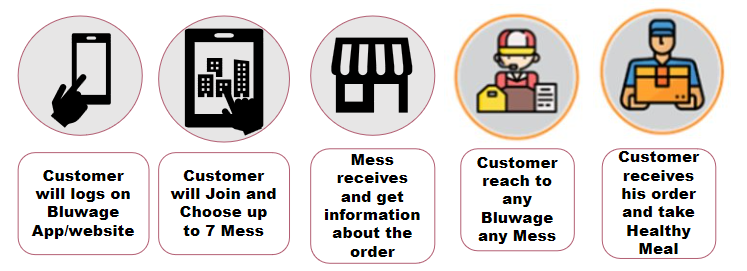 Customer
will logs on
Bluwage
App/website
Customer
will Join and
Choose up
to 7 Mess
Mess
receives
and get
information
about the
order
Customer
reach to
any
Bluwage
any Mess
Customer
receives
his order
and take
Healthy
Meal